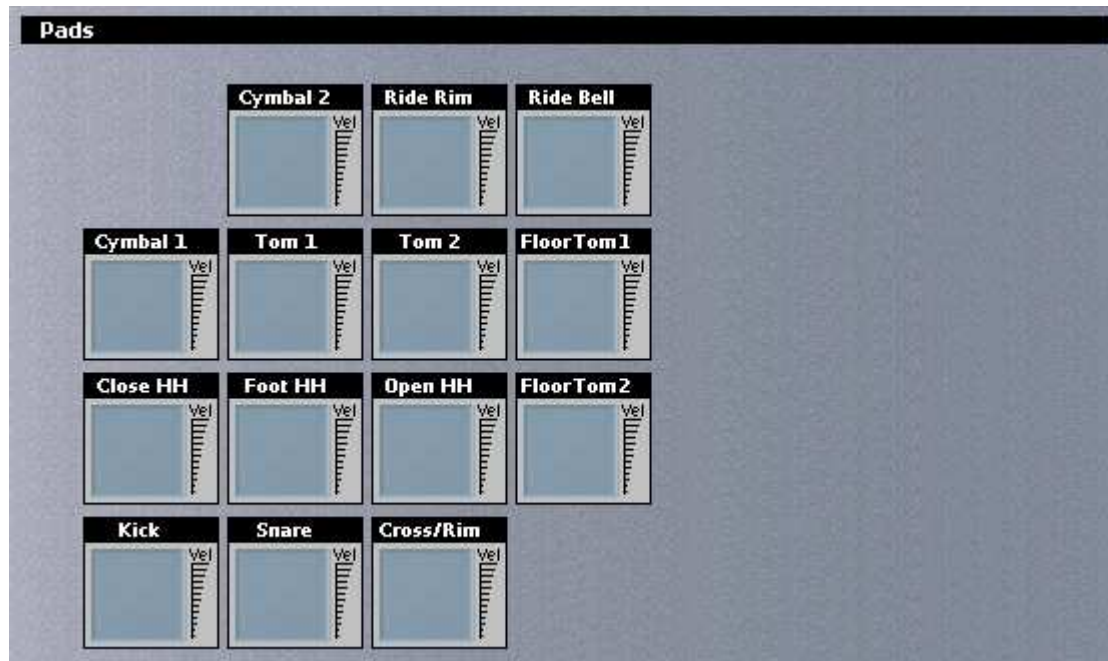 Pads
Cymbal 2 Ride Rim Ride Bell
Vel Vel Vel
Cymbal 1 Tom 1 Tom 2 FloorTom1
Vel Vel Vel Vel
Close HH Foot HH Open HH FloorTom2
Vel Vel Vel Vel
Kick Snare Cross/Rim
Vel Vel Vel